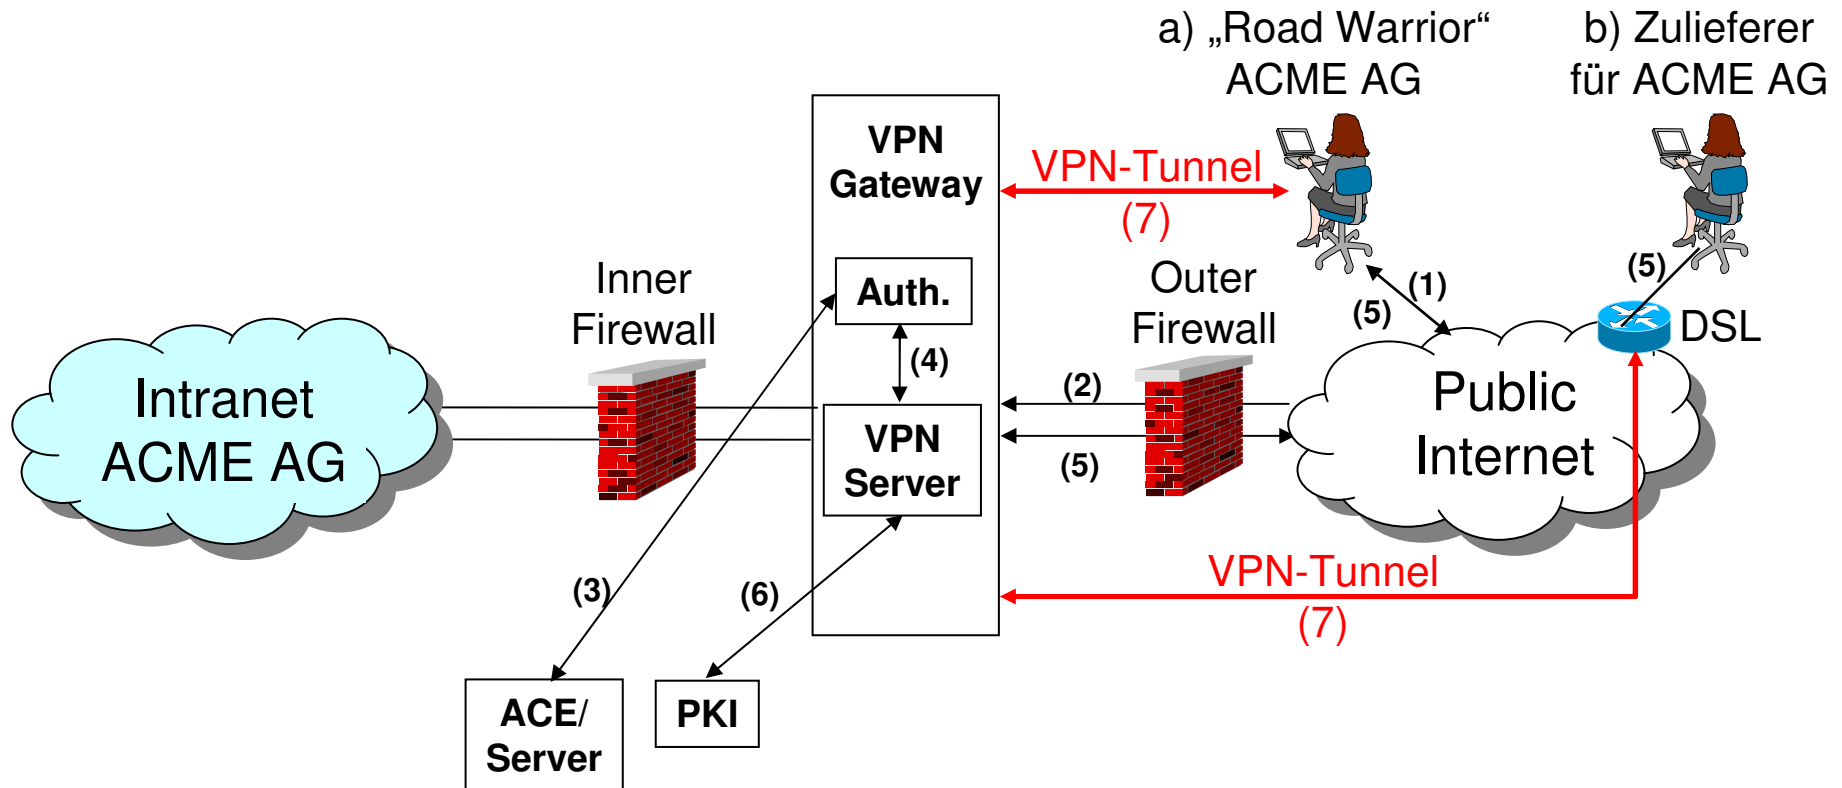 a) „Road Warrior“
ACME AG
b) Zulieferer
für ACME AG
VPN
Gateway
VPN-Tunnel
(7)
Auth.
(4)
VPN
Server
Inner
Firewall
Outer
Firewall
(1)
(5)
(5)
DSL
(2)
(5)
Intranet
ACME AG
Public
Internet
(3)
(6)
VPN-Tunnel
(7)
ACE/
Server
PKI